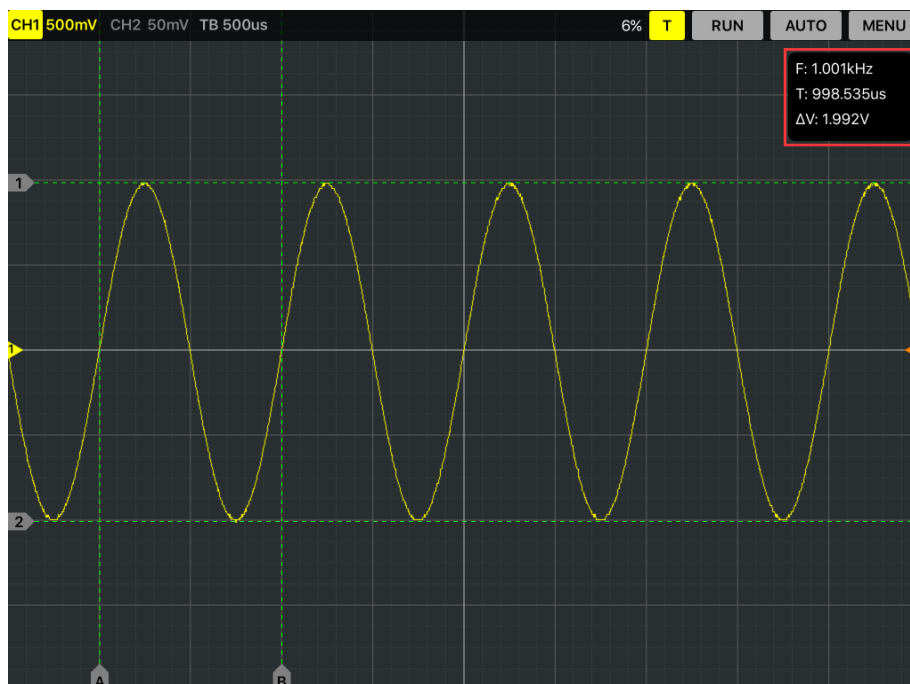 CH1 500mV CH2 50mV TB 500us 6% T RUN AUTO MENU
F: 1.001kHz
T: 998.535us
ΔV: 1.992V
1
1
2
A B